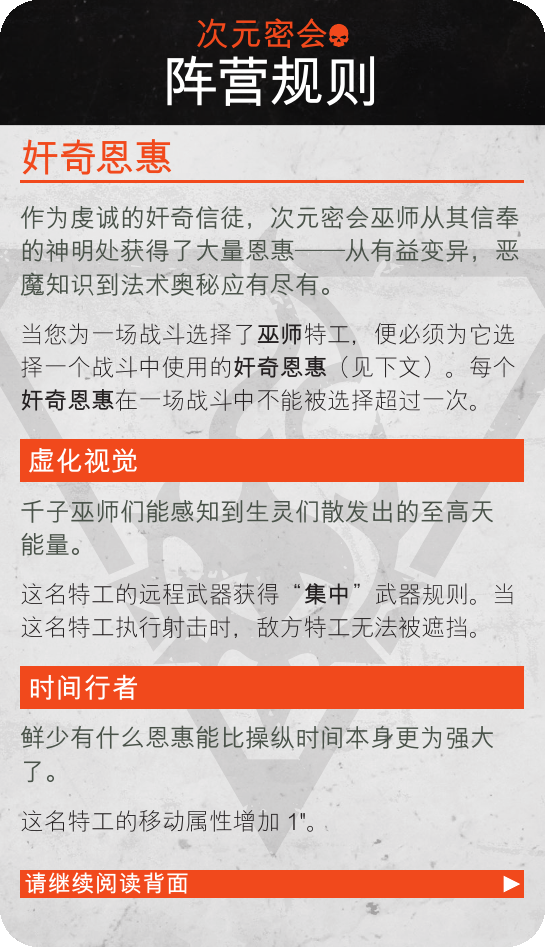 次元密会
阵营规则
奸奇恩惠
作为虔诚的奸奇信徒，次元密会巫师从其信奉
的神明处获得了大量恩惠——从有益变异，恶
魔知识到法术奥秘应有尽有。
当您为一场战斗选择了巫师特工，便必须为它选
择一个战斗中使用的奸奇恩惠（见下文）。每个
奸奇恩惠在一场战斗中不能被选择超过一次。
虚化视觉
千子巫师们能感知到生灵们散发出的至高天
能量。
这名特工的远程武器获得“集中”武器规则。当
这名特工执行射击时，敌方特工无法被遮挡。
时间行者
鲜少有什么恩惠能比操纵时间本身更为强大
了。
这名特工的移动属性增加 1"。
请继续阅读背面